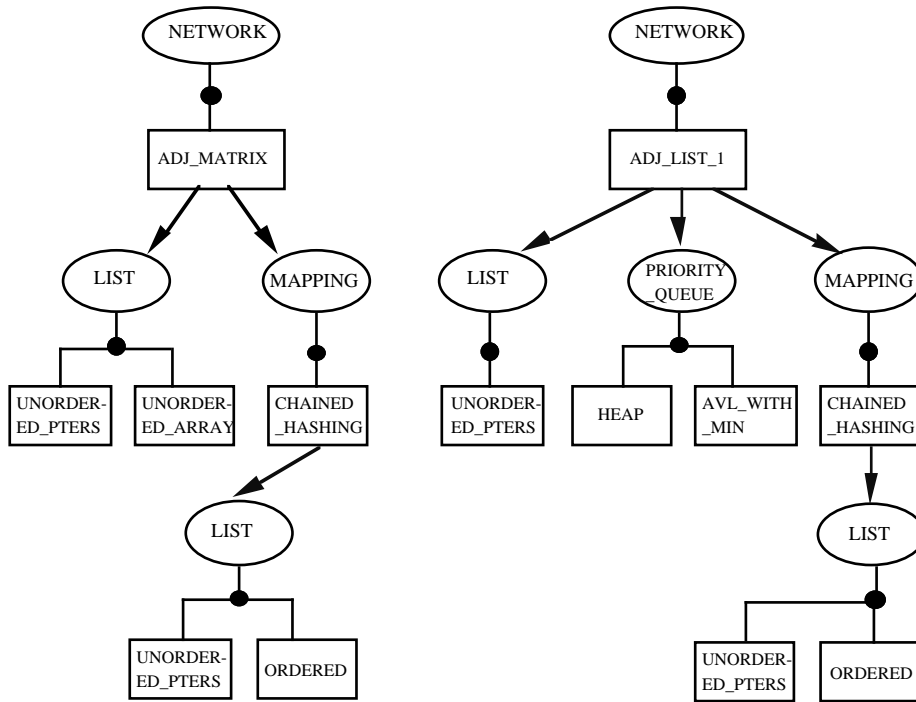 NETWORK
ADJ_MATRIX
LIST
MAPPING
UNORDER-
ED_PTERS
UNORDER-
ED_ARRAY
CHAINED
_HASHING
LIST
UNORDER-
ED_PTERS
ORDERED
NETWORK
ADJ_LIST_1
LIST
PRIORITY
_QUEUE
MAPPING
UNORDER-
ED_PTERS
HEAP
AVL_WITH
_MIN
CHAINED
_HASHING
LIST
UNORDER-
ED_PTERS
ORDERED